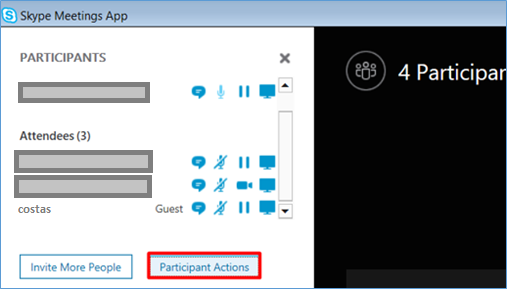 Skype Meetings App
PARTICIPANTS
4 Participan
Attendees (3)
costas Guest
Invite More People
Participant Actions